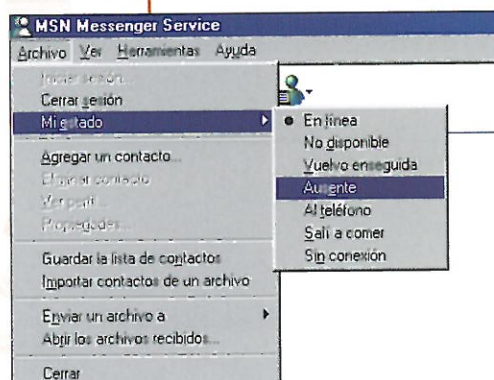 MSN Messenger Service
Archivo Ver Herramientas Ayuda
Iniciar sesión...
Cerrar sesión
Mi estado
Agregar un contacto...
Eliminar contacto
Ver perfil...
Propiedades...
Guardar la lista de contactos
Importar contactos de un archivo
Enviar un archivo a
Abrir los archivos recibidos...
Cerrar
En línea
No disponible
Vuelvo enseguida
Ausente
Al teléfono
Salí a comer
Sin conexión